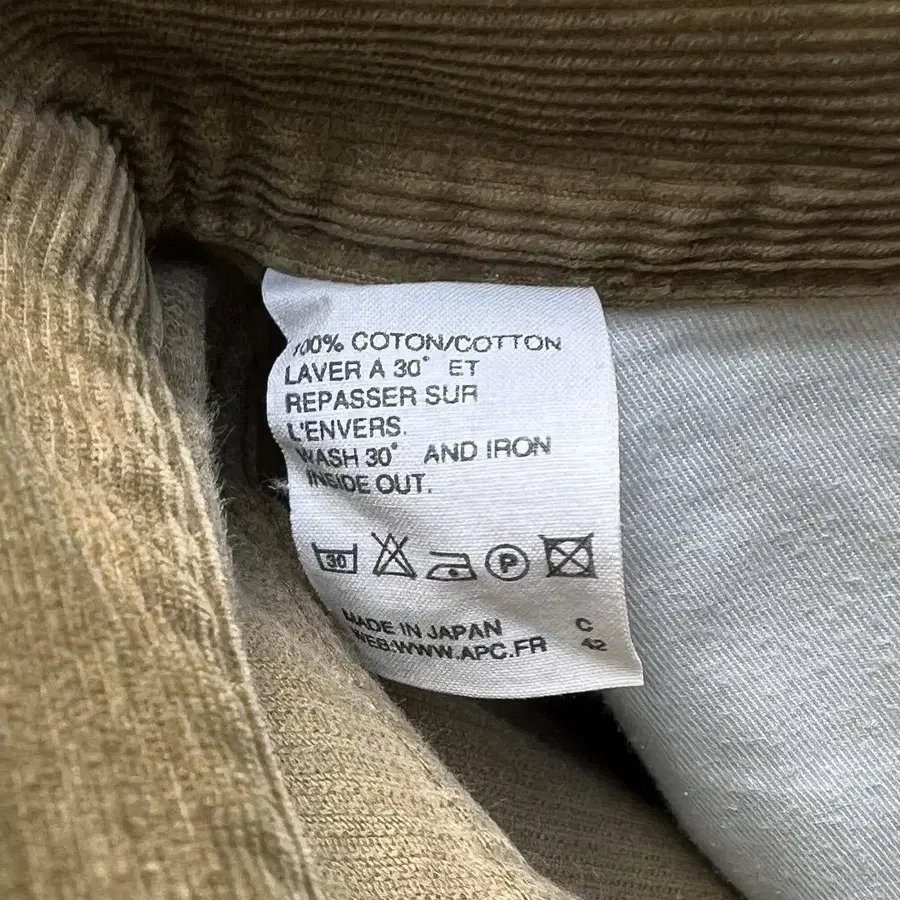 100% COTON/COTTON
LAVER A 30° ET
REPASSER SUR
L'ENVERS.
WASH 30° AND IRON
INSIDE OUT.
30 P
MADE IN JAPAN C
WEB:WWW.APC.FR 42